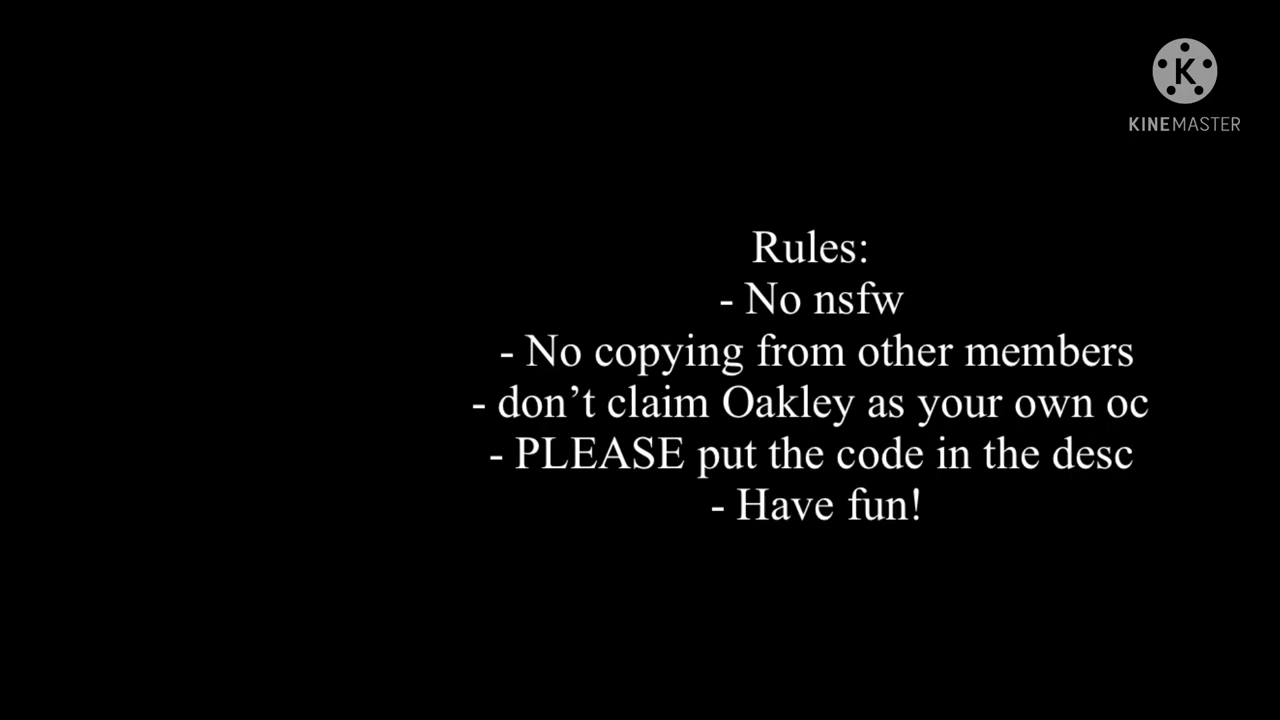 K
KINEMASTER
Rules:
- No nsfw
- No copying from other members
- don’t claim Oakley as your own oc
- PLEASE put the code in the desc
- Have fun!